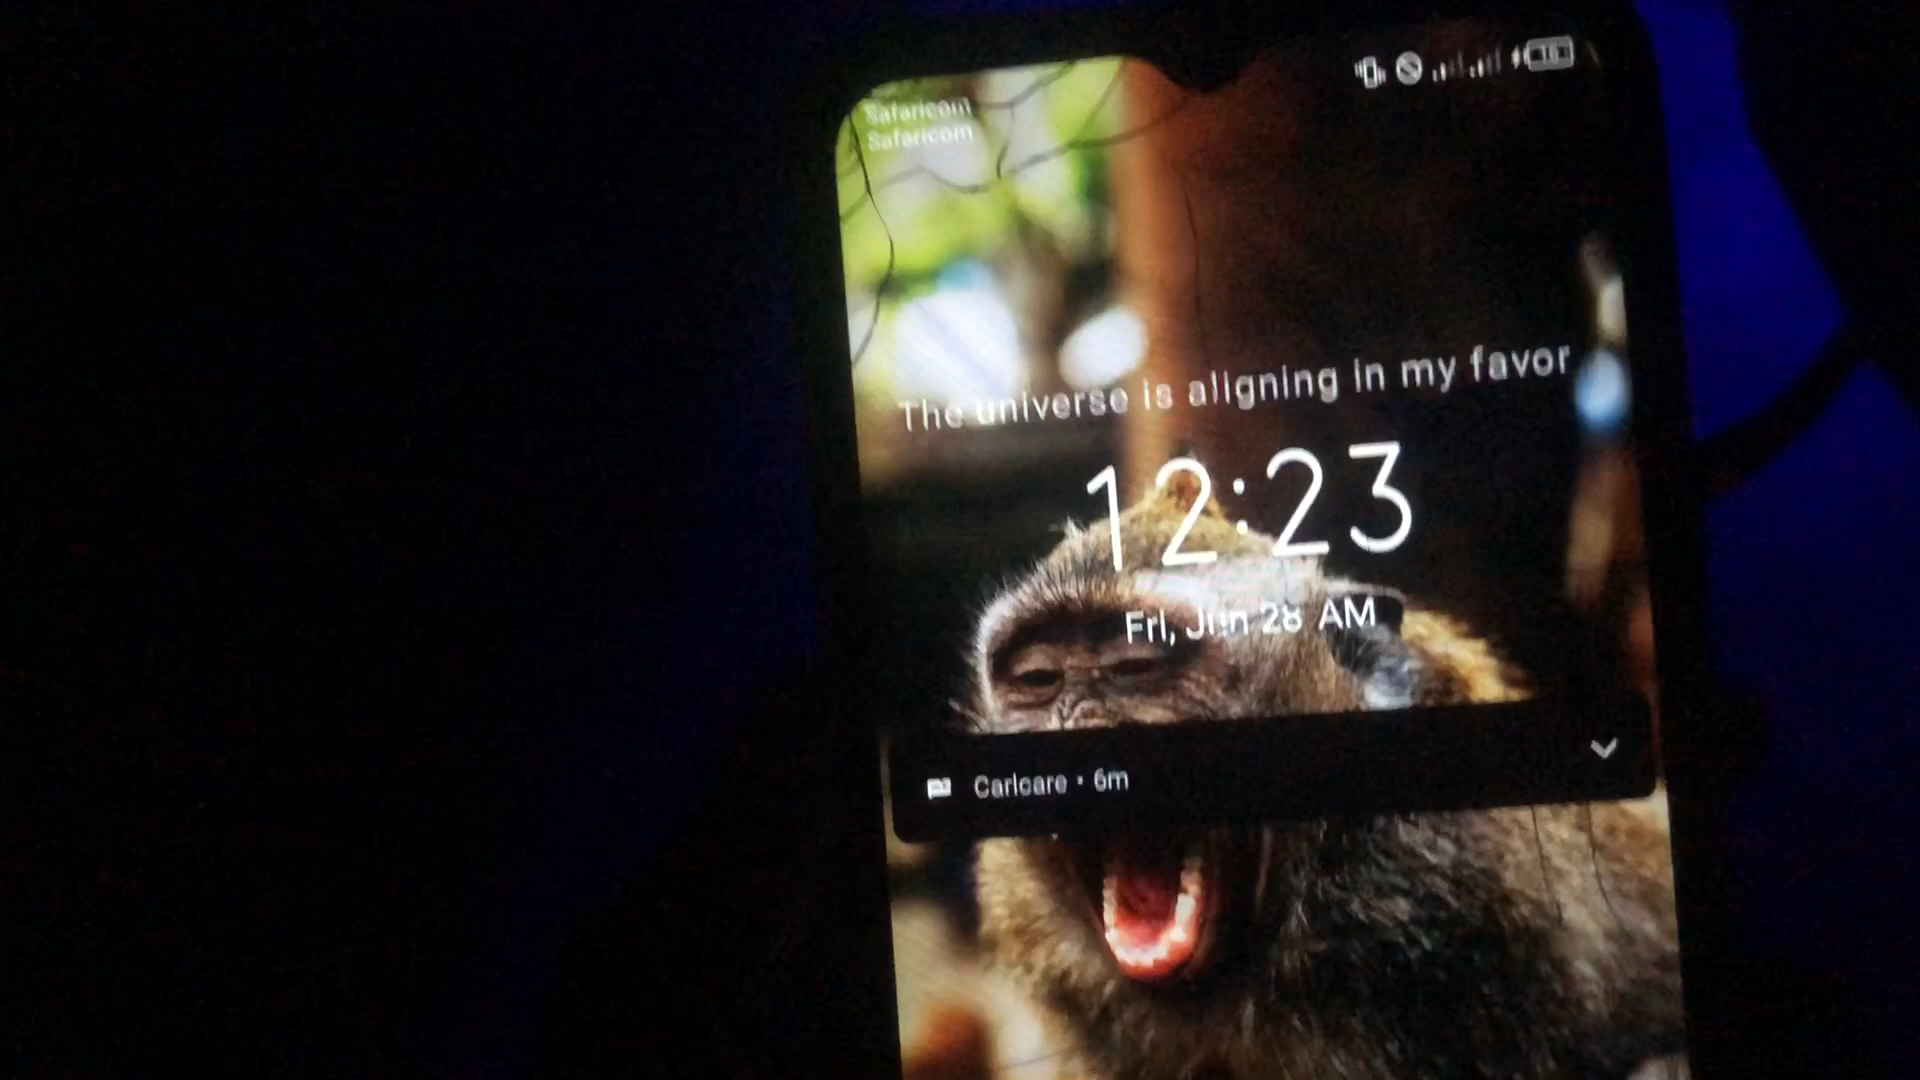 Safaricom
Safaricom
The universe is aligning in my favor
12:23
Fri, Jun 28 AM
Carlcare • 6m